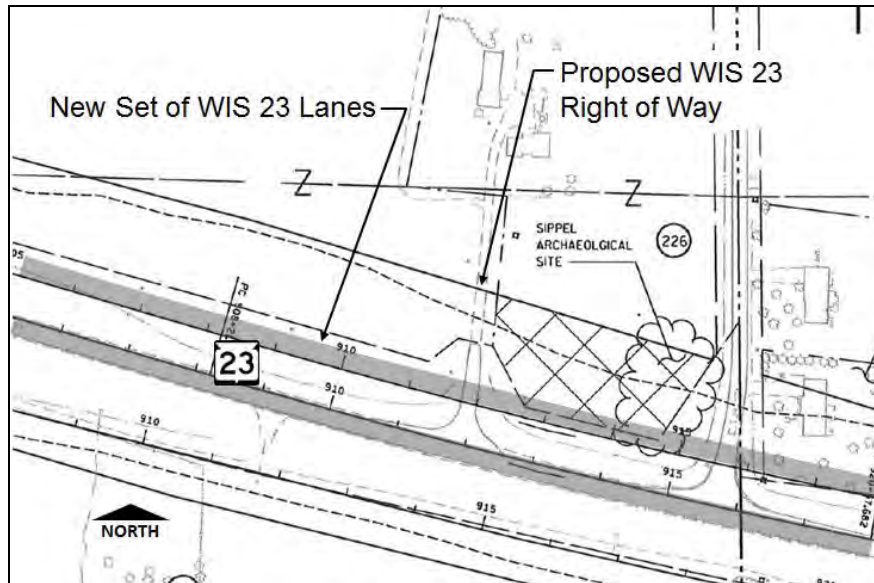 New Set of WIS 23 Lanes
Proposed WIS 23
Right of Way
Z
Z
SIPPEL
ARCHAEOLGICAL
SITE
226
PC
910
23
910
910
915
915
915
NORTH